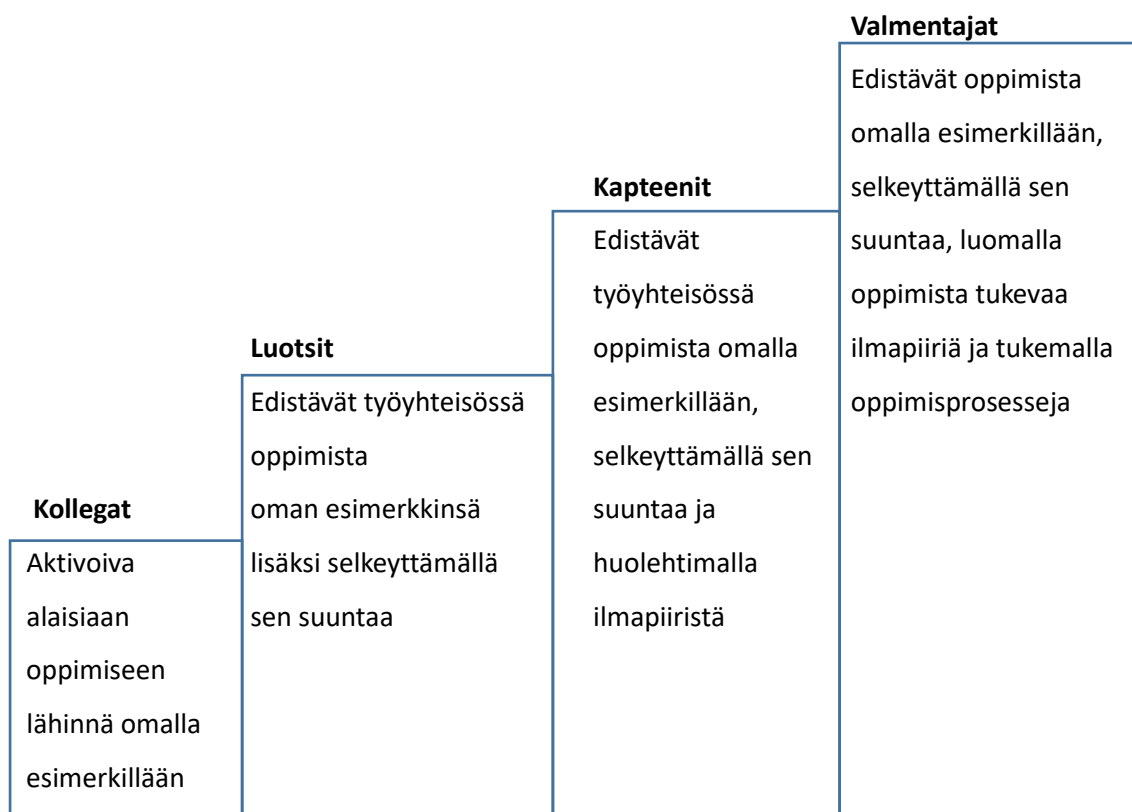 Valmentajat
Edistävät oppimista
omalla esimerkillään,
selkeyttämällä sen
suuntaa, luomalla
oppimista tukevaa
ilmapiiriä ja tukemalla
oppimisprosesseja
Kapteenit
Edistävät
työyhteisössä
oppimista omalla
esimerkillään,
selkeyttämällä sen
suuntaa ja
huolehtimalla
ilmapiiristä
Luotsit
Edistävät työyhteisössä
oppimista
oman esimerkkinsä
lisäksi selkeyttämällä
sen suuntaa
Kollegat
Aktivoiva
alaisiaan
oppimiseen
lähinnä omalla
esimerkillään